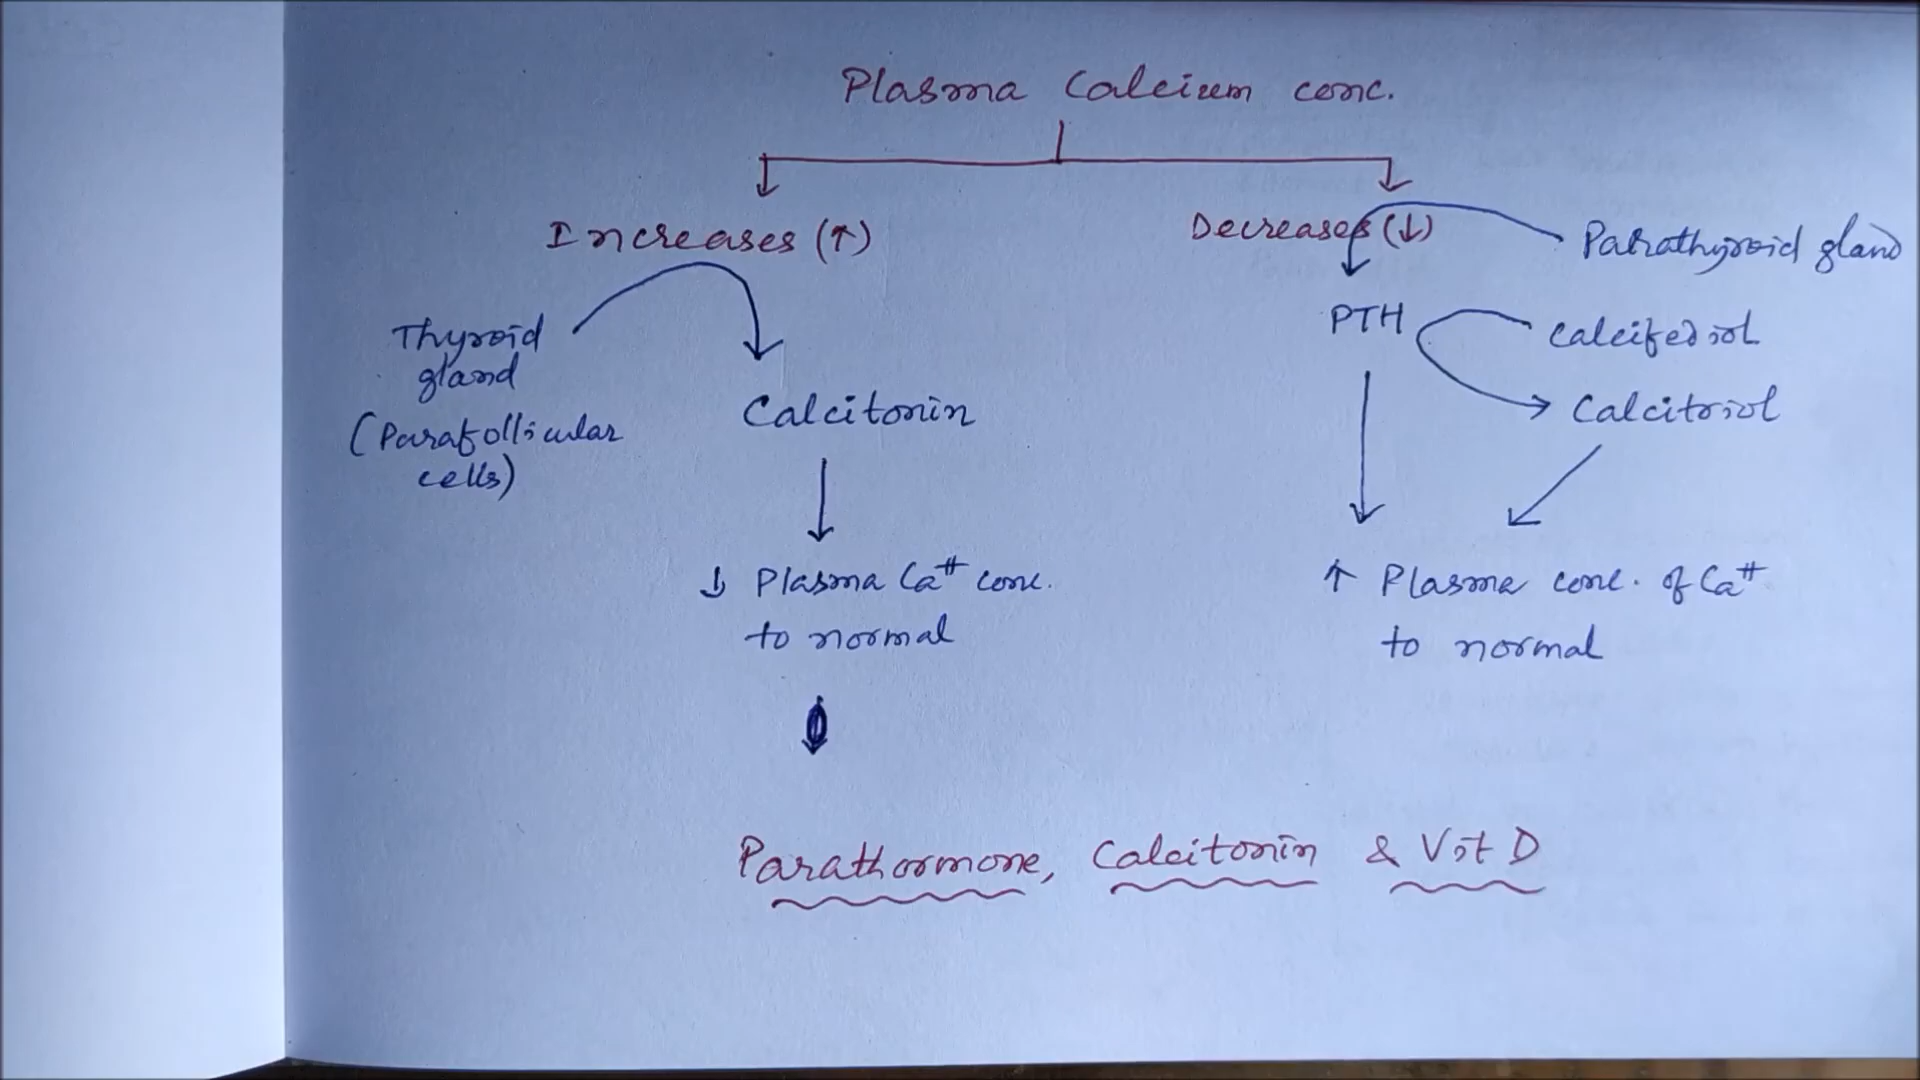 Plasma Calcium conc.
Increases (↑)
Decreases (↓)
Parathyroid gland
Thyroid
gland
(Parafollicular
cells)
Calcitonin
PTH
Calcifediol
Calcitriol
↓ Plasma Ca⁺⁺ conc.
to normal
↑ Plasma conc. of Ca⁺⁺
to normal
Parathormone, Calcitonin & Vit D